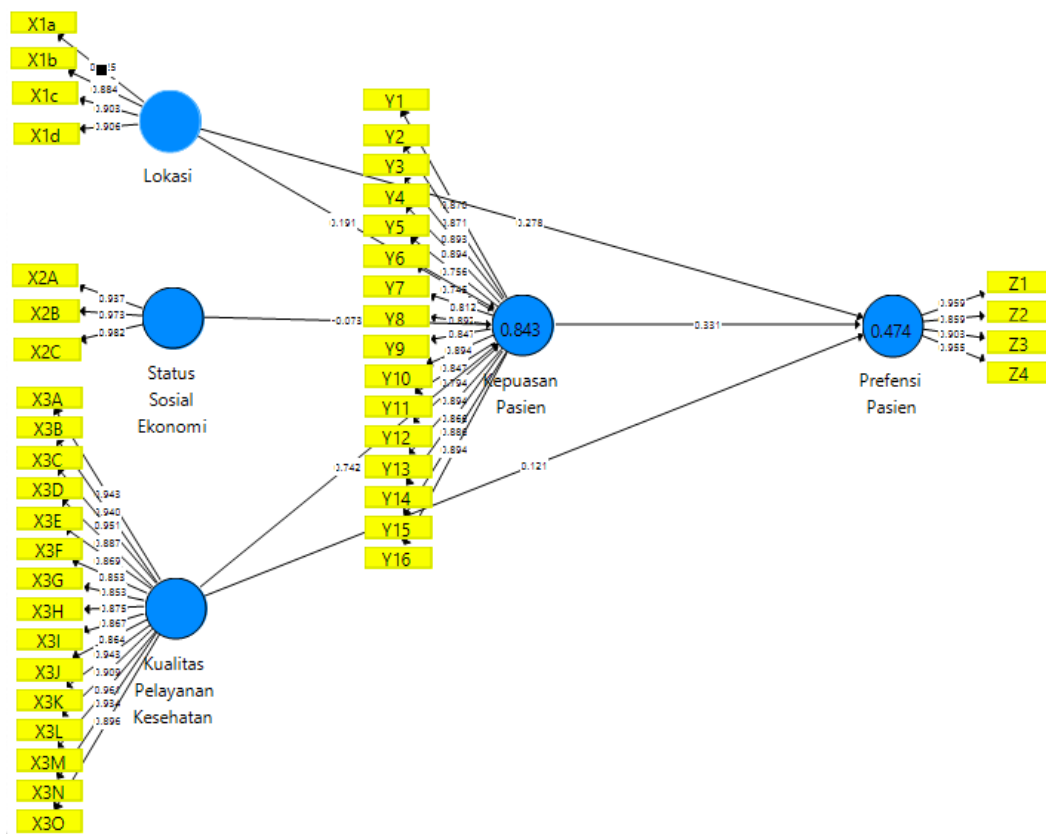 X1a
X1b
X1c
X1d
0.884
0.903
0.906
Lokasi
X2A
X2B
X2C
0.937
0.973
0.982
Status
Sosial
Ekonomi
X3A
X3B
X3C
X3D
X3E
X3F
X3G
X3H
X3I
X3J
X3K
X3L
X3M
X3N
X3O
0.943
0.940
0.951
0.887
0.869
0.853
0.853
0.875
0.867
0.864
0.943
0.909
0.934
0.896
Kualitas
Pelayanan
Kesehatan
0.191
-0.073
0.742
0.278
0.121
Y1
Y2
Y3
Y4
Y5
Y6
Y7
Y8
Y9
Y10
Y11
Y12
Y13
Y14
Y15
Y16
0.870
0.871
0.893
0.894
0.756
0.812
0.847
0.894
0.847
0.794
0.894
0.886
0.894
0.843
Kepuasan
Pasien
0.331
0.474
Prefensi
Pasien
0.959
0.859
0.903
0.955
Z1
Z2
Z3
Z4